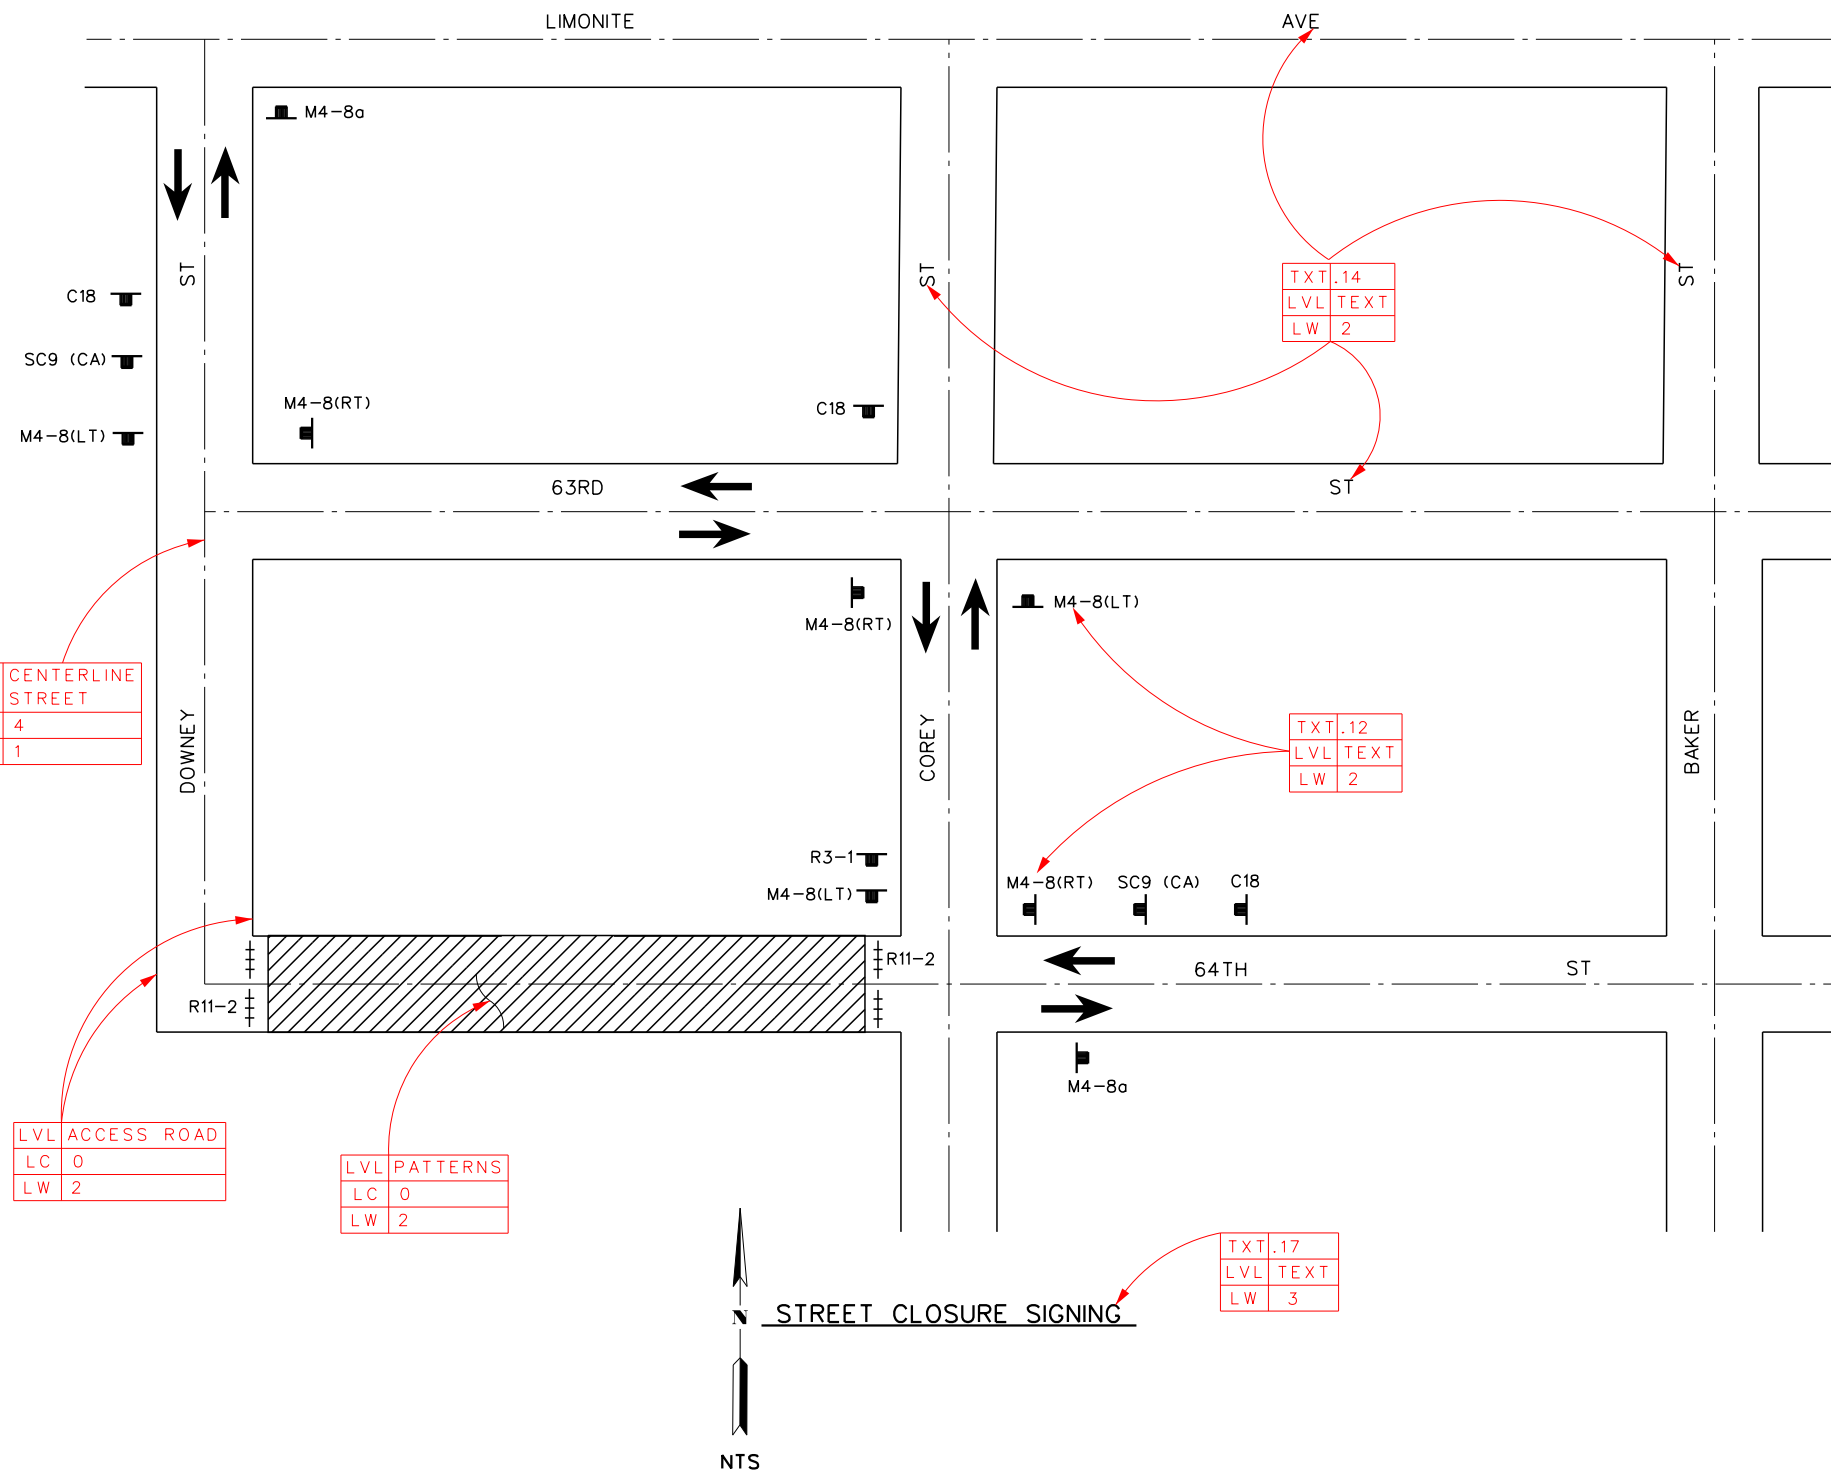 LIMONITE AVE
M4-8a
ST
ST
ST
TXT .14
LVL TEXT
LW 2
C18
SC9 (CA)
M4-8(LT)
M4-8(RT)
C18
63RD ST
M4-8(RT)
M4-8(LT)
CENTERLINE
STREET
4
1
DOWNEY
COREY
BAKER
TXT .12
LVL TEXT
LW 2
R3-1
M4-8(LT)
M4-8(RT)
SC9 (CA)
C18
R11-2
R11-2
64TH ST
M4-8a
LVL ACCESS ROAD
LC 0
LW 2
LVL PATTERNS
LC 0
LW 2
TXT .17
LVL TEXT
LW 3
N
STREET CLOSURE SIGNING
NTS